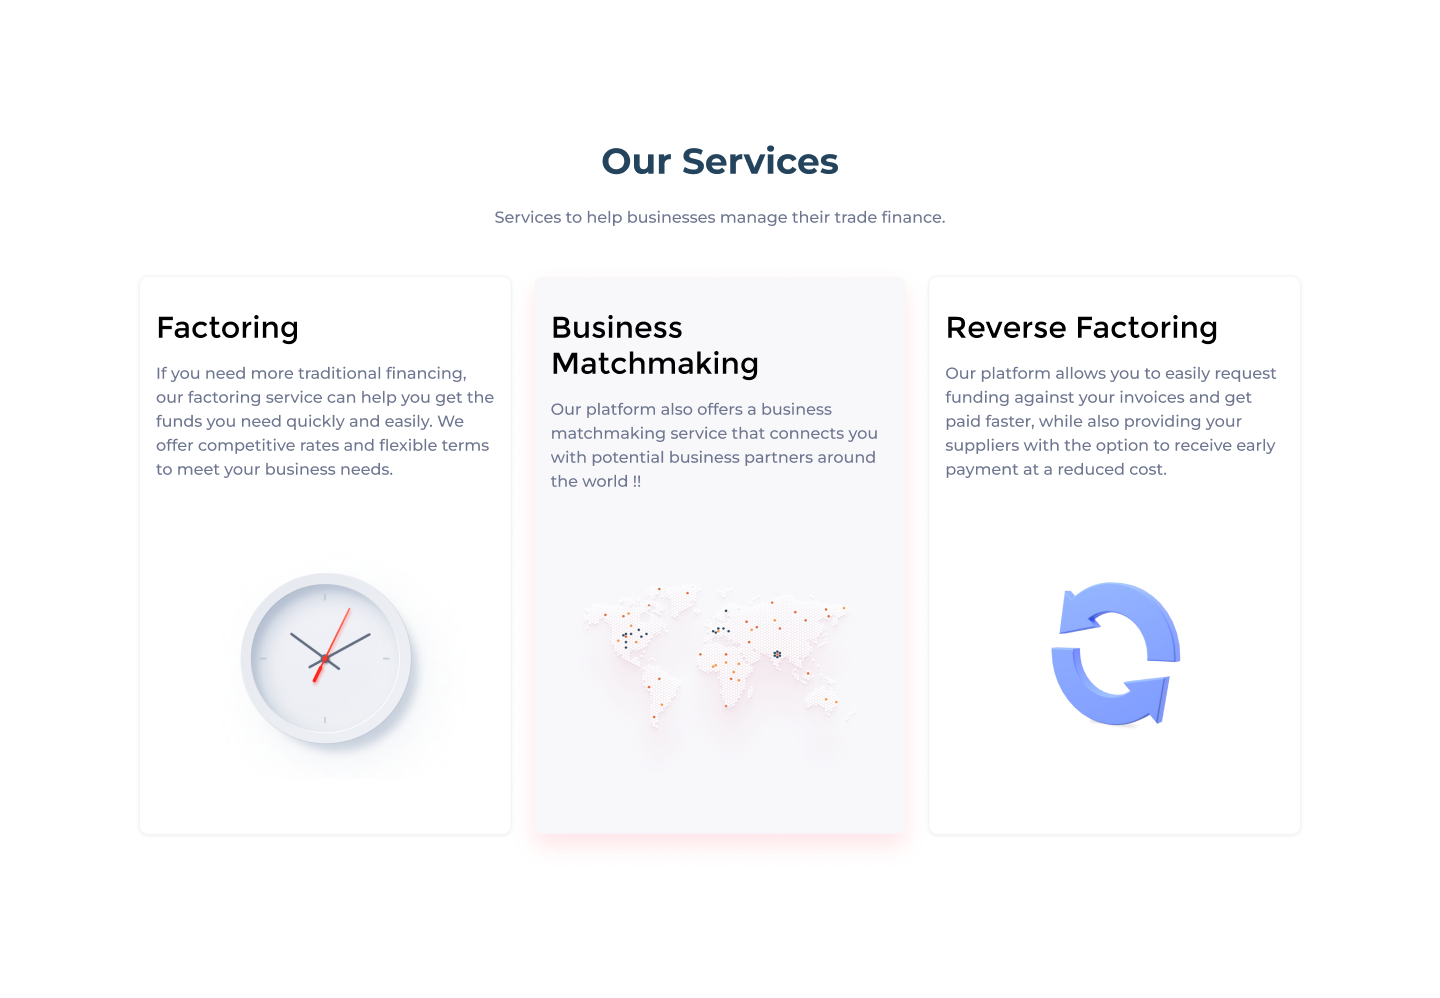 Our Services
Services to help businesses manage their trade finance.
Factoring
If you need more traditional financing,
our factoring service can help you get the
funds you need quickly and easily. We
offer competitive rates and flexible terms
to meet your business needs.
Business
Matchmaking
Our platform also offers a business
matchmaking service that connects you
with potential business partners around
the world !!
Reverse Factoring
Our platform allows you to easily request
funding against your invoices and get
paid faster, while also providing your
suppliers with the option to receive early
payment at a reduced cost.